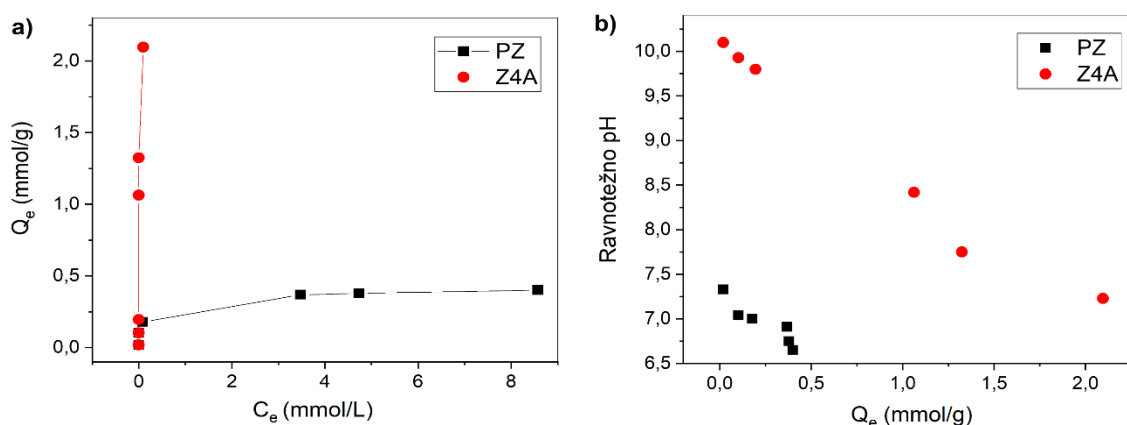 a)
PZ
Z4A
2,0
1,5
1,0
0,5
0,0
Qe (mmol/g)
0
2
4
6
8
Ce (mmol/L)
b)
PZ
Z4A
10,0
9,5
9,0
8,5
8,0
7,5
7,0
6,5
Ravnotežno pH
0,0
0,5
1,0
1,5
2,0
Qe (mmol/g)